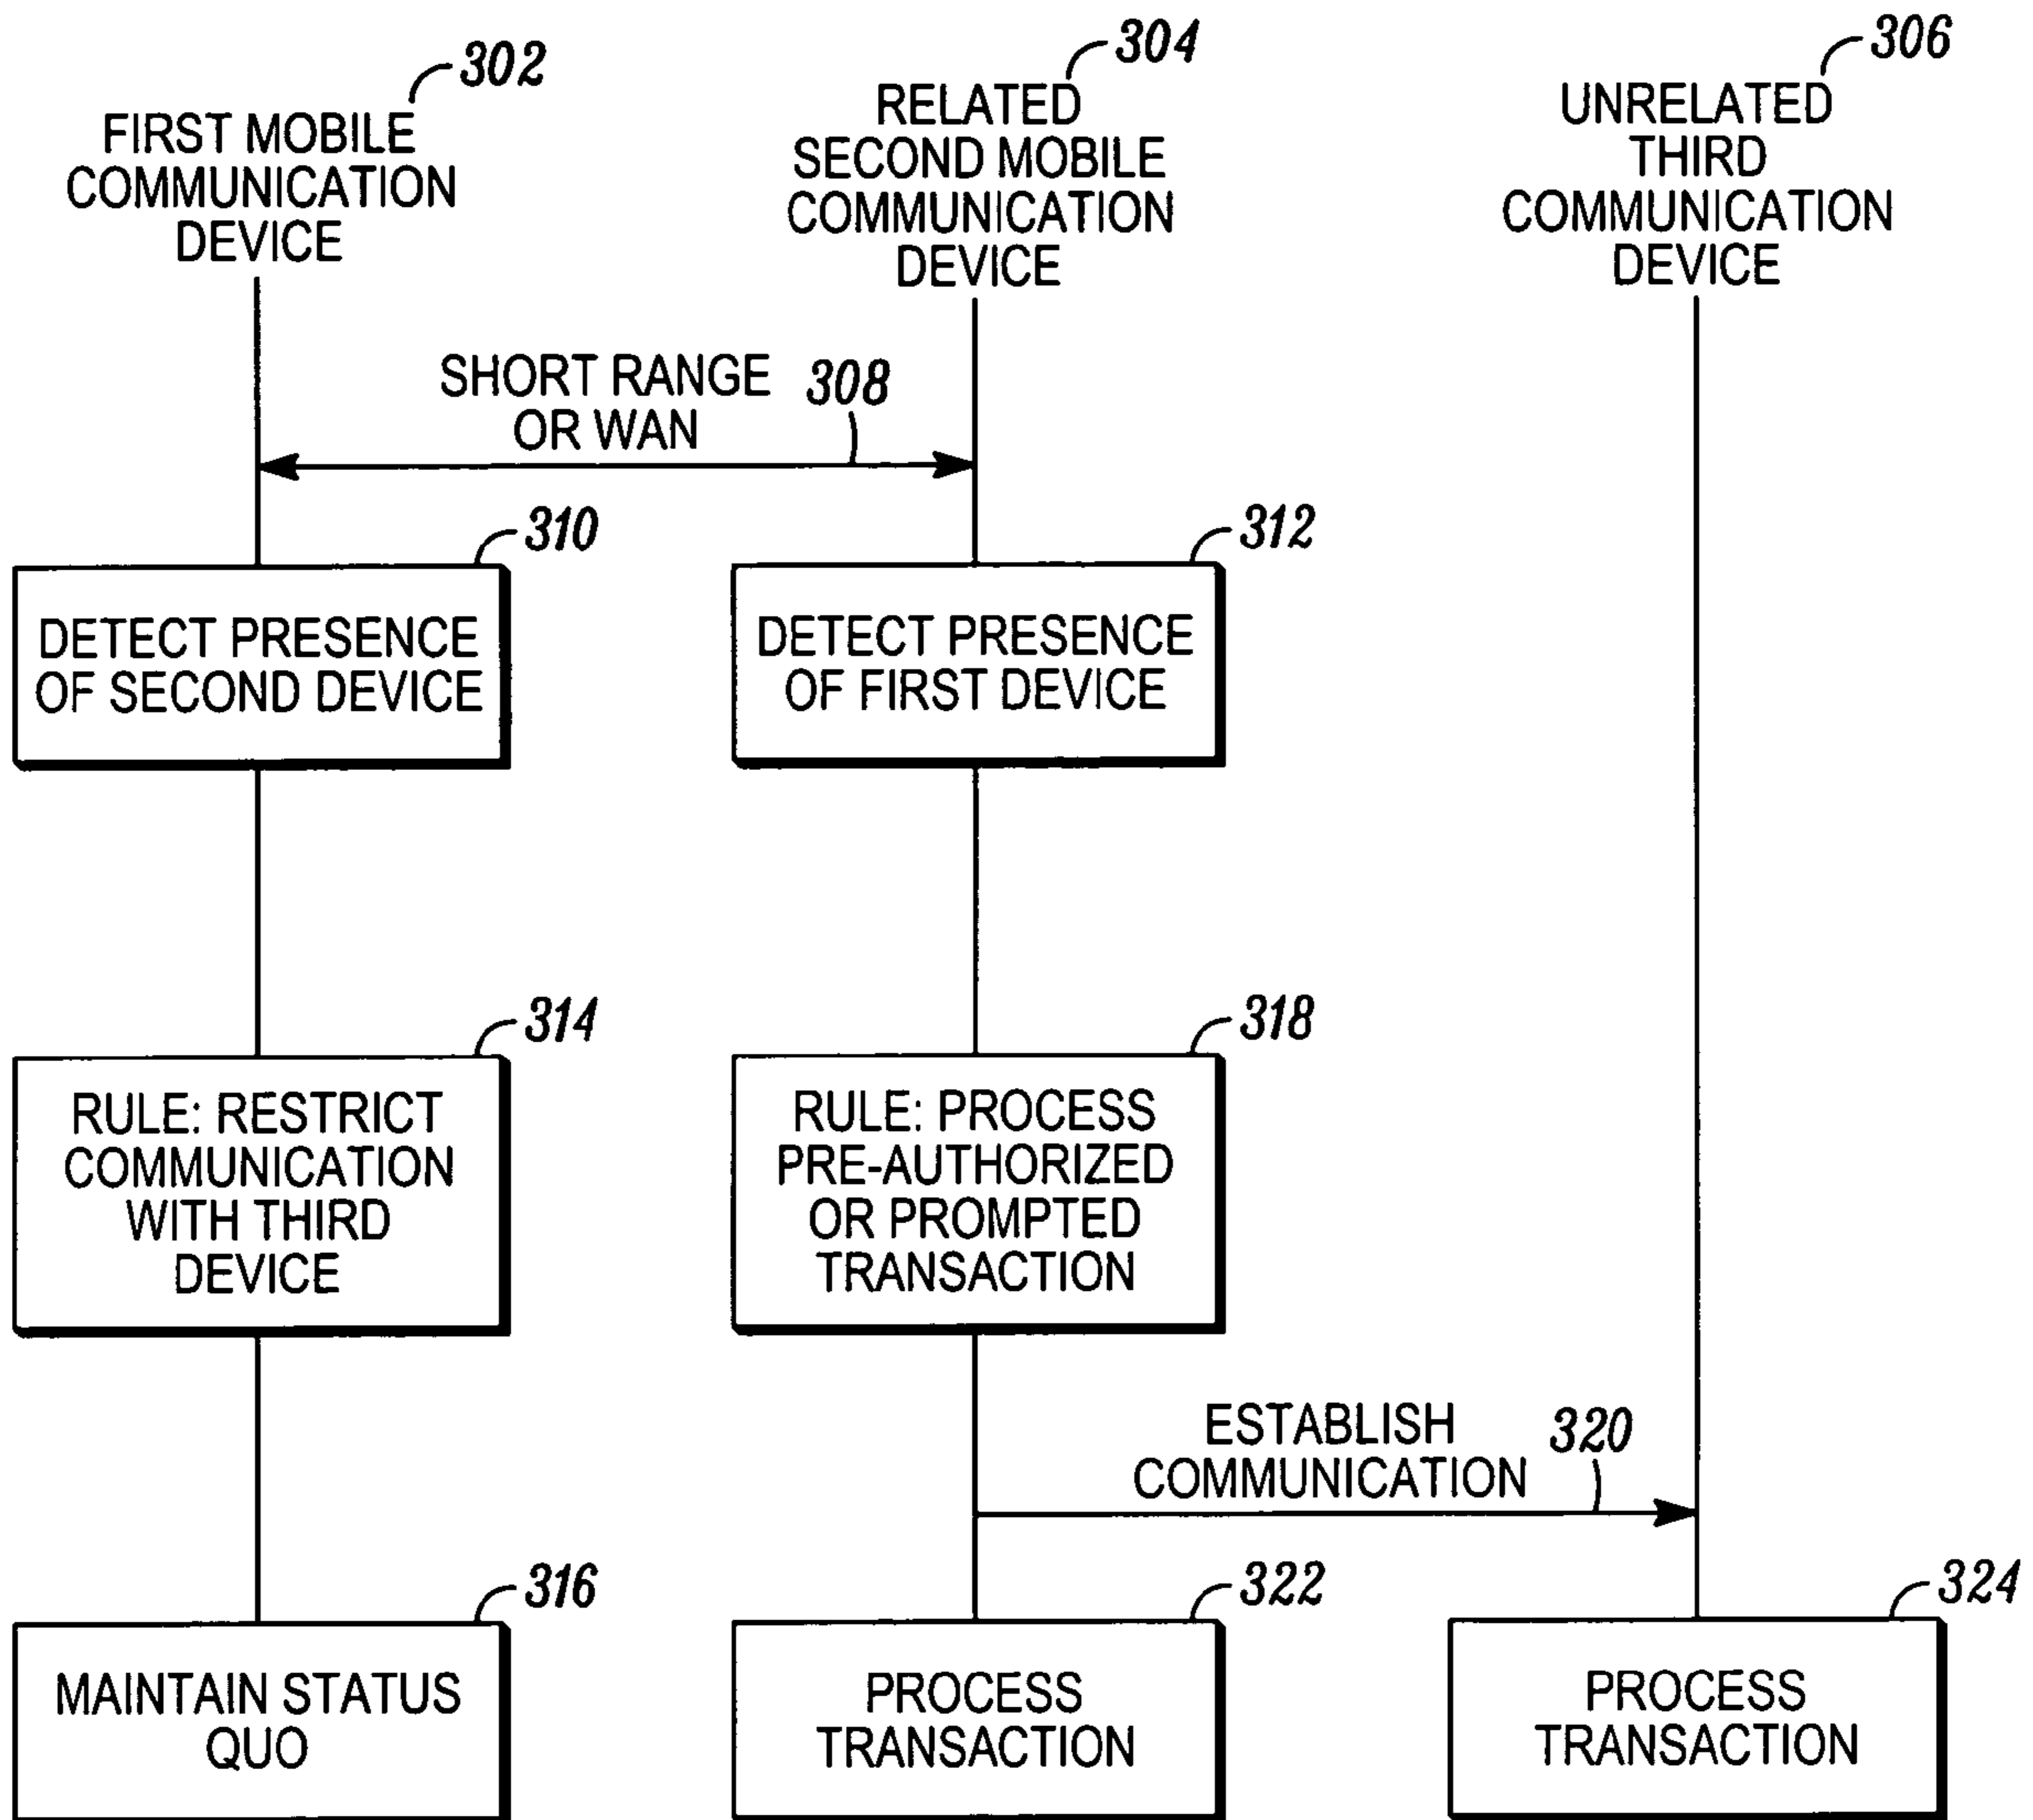 302
FIRST MOBILE
COMMUNICATION
DEVICE
304
RELATED
SECOND MOBILE
COMMUNICATION
DEVICE
306
UNRELATED
THIRD
COMMUNICATION
DEVICE
SHORT RANGE
OR WAN
308
310
DETECT PRESENCE
OF SECOND DEVICE
312
DETECT PRESENCE
OF FIRST DEVICE
314
RULE: RESTRICT
COMMUNICATION
WITH THIRD
DEVICE
318
RULE: PROCESS
PRE-AUTHORIZED
OR PROMPTED
TRANSACTION
ESTABLISH
COMMUNICATION
320
316
MAINTAIN STATUS
QUO
322
PROCESS
TRANSACTION
324
PROCESS
TRANSACTION